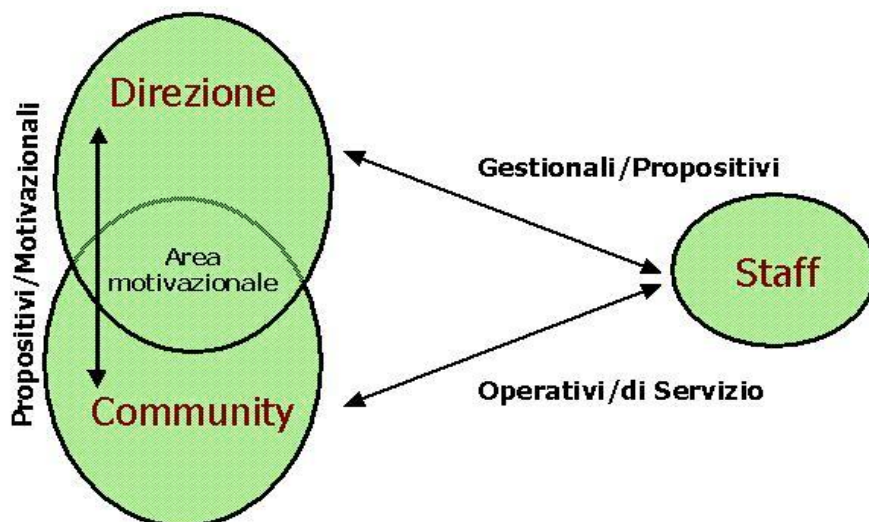 Direzione
Propositivi/Motivazionali
Gestionali/Propositivi
Area
motivazionale
Staff
Community
Operativi/di Servizio